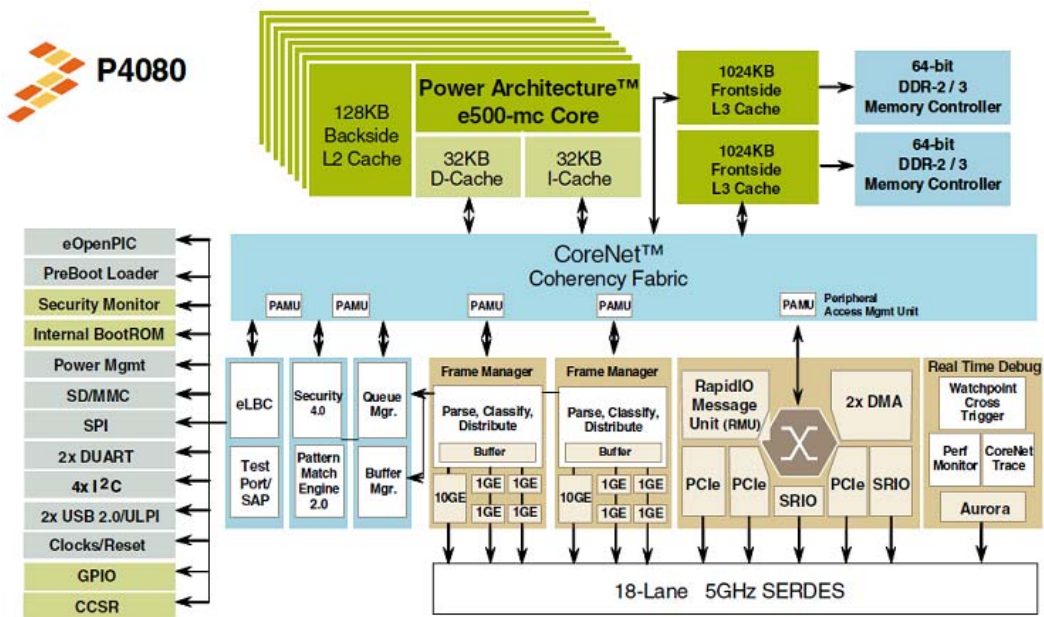 P4080
128KB
Backside
L2 Cache
Power Architecture™
e500-mc Core
32KB
D-Cache
32KB
I-Cache
1024KB
Frontside
L3 Cache
1024KB
Frontside
L3 Cache
64-bit
DDR-2 / 3
Memory Controller
64-bit
DDR-2 / 3
Memory Controller
eOpenPIC
PreBoot Loader
Security Monitor
Internal BootROM
Power Mgmt
SD/MMC
SPI
2x DUART
4x I²C
2x USB 2.0/ULPI
Clocks/Reset
GPIO
CCSR
CoreNet™
Coherency Fabric
PAMU
PAMU
PAMU
PAMU
PAMU
Peripheral
Access Mgmt Unit
eLBC
Test
Port/
SAP
Security
4.0
Pattern
Match
Engine
2.0
Queue
Mgr.
Buffer
Mgr.
Frame Manager
Parse, Classify,
Distribute
Buffer
10GE
1GE
1GE
1GE
1GE
Frame Manager
Parse, Classify,
Distribute
Buffer
10GE
1GE
1GE
1GE
1GE
RapidIO
Message
Unit (RMU)
2x DMA
PCIe
PCIe
SRIO
PCIe
SRIO
Real Time Debug
Watchpoint
Cross
Trigger
Perf
Monitor
CoreNet
Trace
Aurora
18-Lane 5GHz SERDES